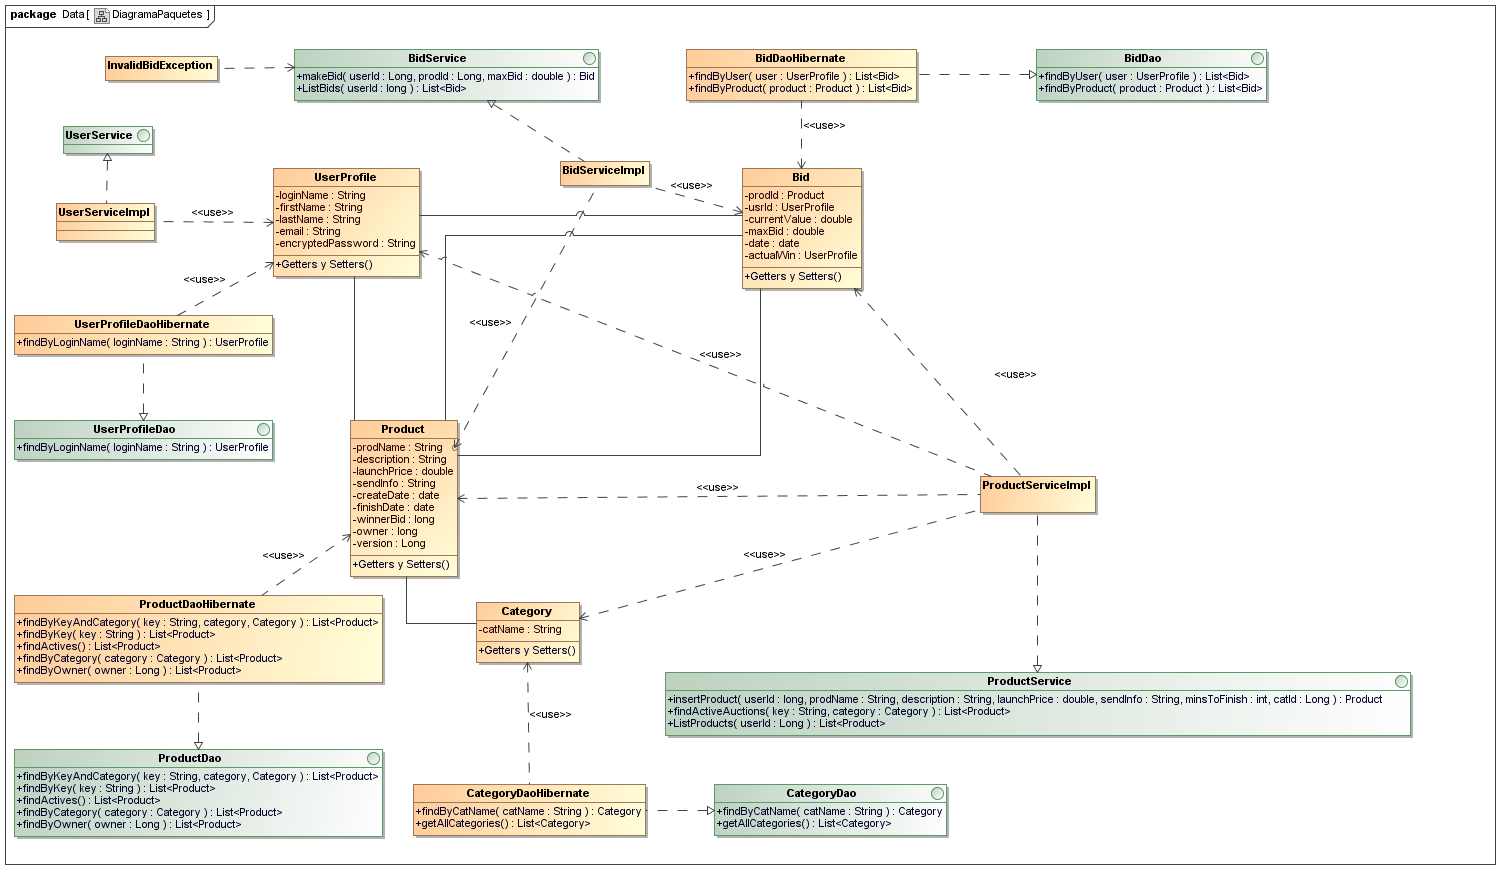 package Data [ DiagramaPaquetes ]
InvalidBidException
BidService
+makeBid( userId : Long, prodId : Long, maxBid : double ) : Bid
+ListBids( userId : long ) : List<Bid>
BidDaoHibernate
+findByUser( user : UserProfile ) : List<Bid>
+findByProduct( product : Product ) : List<Bid>
BidDao
+findByUser( user : UserProfile ) : List<Bid>
+findByProduct( product : Product ) : List<Bid>
<<use>>
UserService
UserServiceImpl
<<use>>
UserProfile
-loginName : String
-firstName : String
-lastName : String
-email : String
-encryptedPassword : String
+Getters y Setters()
BidServiceImpl
<<use>>
Bid
-prodId : Product
-usrId : UserProfile
-currentValue : double
-maxBid : double
-date : date
-actualWin : UserProfile
+Getters y Setters()
<<use>>
UserProfileDaoHibernate
+findByLoginName( loginName : String ) : UserProfile
<<use>>
<<use>>
<<use>>
UserProfileDao
+findByLoginName( loginName : String ) : UserProfile
Product
-prodName : String
-description : String
-launchPrice : double
-sendInfo : String
-createDate : date
-finishDate : date
-winnerBid : long
-owner : long
-version : Long
+Getters y Setters()
<<use>>
ProductServiceImpl
<<use>>
<<use>>
ProductDaoHibernate
+findByKeyAndCategory( key : String, category, Category ) : List<Product>
+findByKey( key : String ) : List<Product>
+findActives() : List<Product>
+findByCategory( category : Category ) : List<Product>
+findByOwner( owner : Long ) : List<Product>
Category
-catName : String
+Getters y Setters()
ProductService
+insertProduct( userId : long, prodName : String, description : String, launchPrice : double, sendInfo : String, minsToFinish : int, catId : Long ) : Product
+findActiveAuctions( key : String, category : Category ) : List<Product>
+ListProducts( userId : Long ) : List<Product>
<<use>>
ProductDao
+findByKeyAndCategory( key : String, category, Category ) : List<Product>
+findByKey( key : String ) : List<Product>
+findActives() : List<Product>
+findByCategory( category : Category ) : List<Product>
+findByOwner( owner : Long ) : List<Product>
CategoryDaoHibernate
+findByCatName( catName : String ) : Category
+getAllCategories() : List<Category>
CategoryDao
+findByCatName( catName : String ) : Category
+getAllCategories() : List<Category>